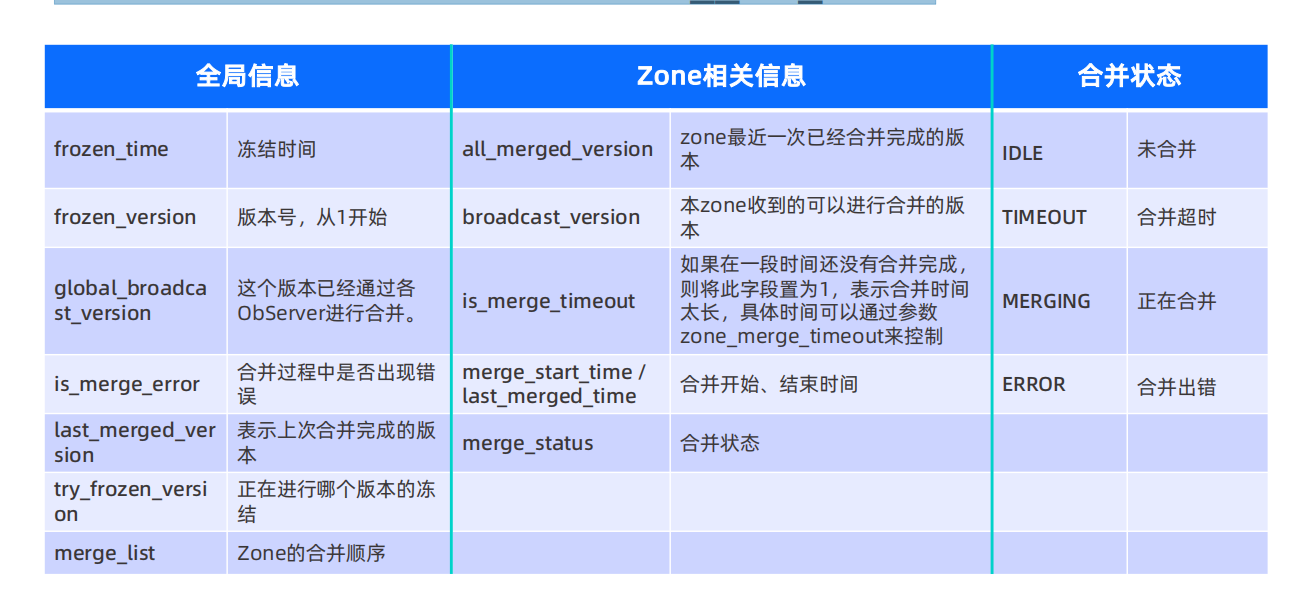 全局信息 Zone相关信息 合并状态
frozen_time 冻结时间 all_merged_version zone最近一次已经合并完成的版
本 IDLE 未合并
frozen_version 版本号，从1开始 broadcast_version 本zone收到的可以进行合并的版
本 TIMEOUT 合并超时
global_broadca
st_version
这个版本已经通过各
ObServer进行合并。
is_merge_timeout
如果在一段时间还没有合并完成，
则将此字段置为1，表示合并时间
太长，具体时间可以通过参数
zone_merge_timeout来控制
MERGING 正在合并
is_merge_error
合并过程中是否出现错
误
merge_start_time /
last_merged_time
合并开始、结束时间
ERROR 合并出错
last_merged_ver
sion
表示上次合并完成的版
本
merge_status 合并状态
try_frozen_versi
on
正在进行哪个版本的冻
结
merge_list Zone的合并顺序